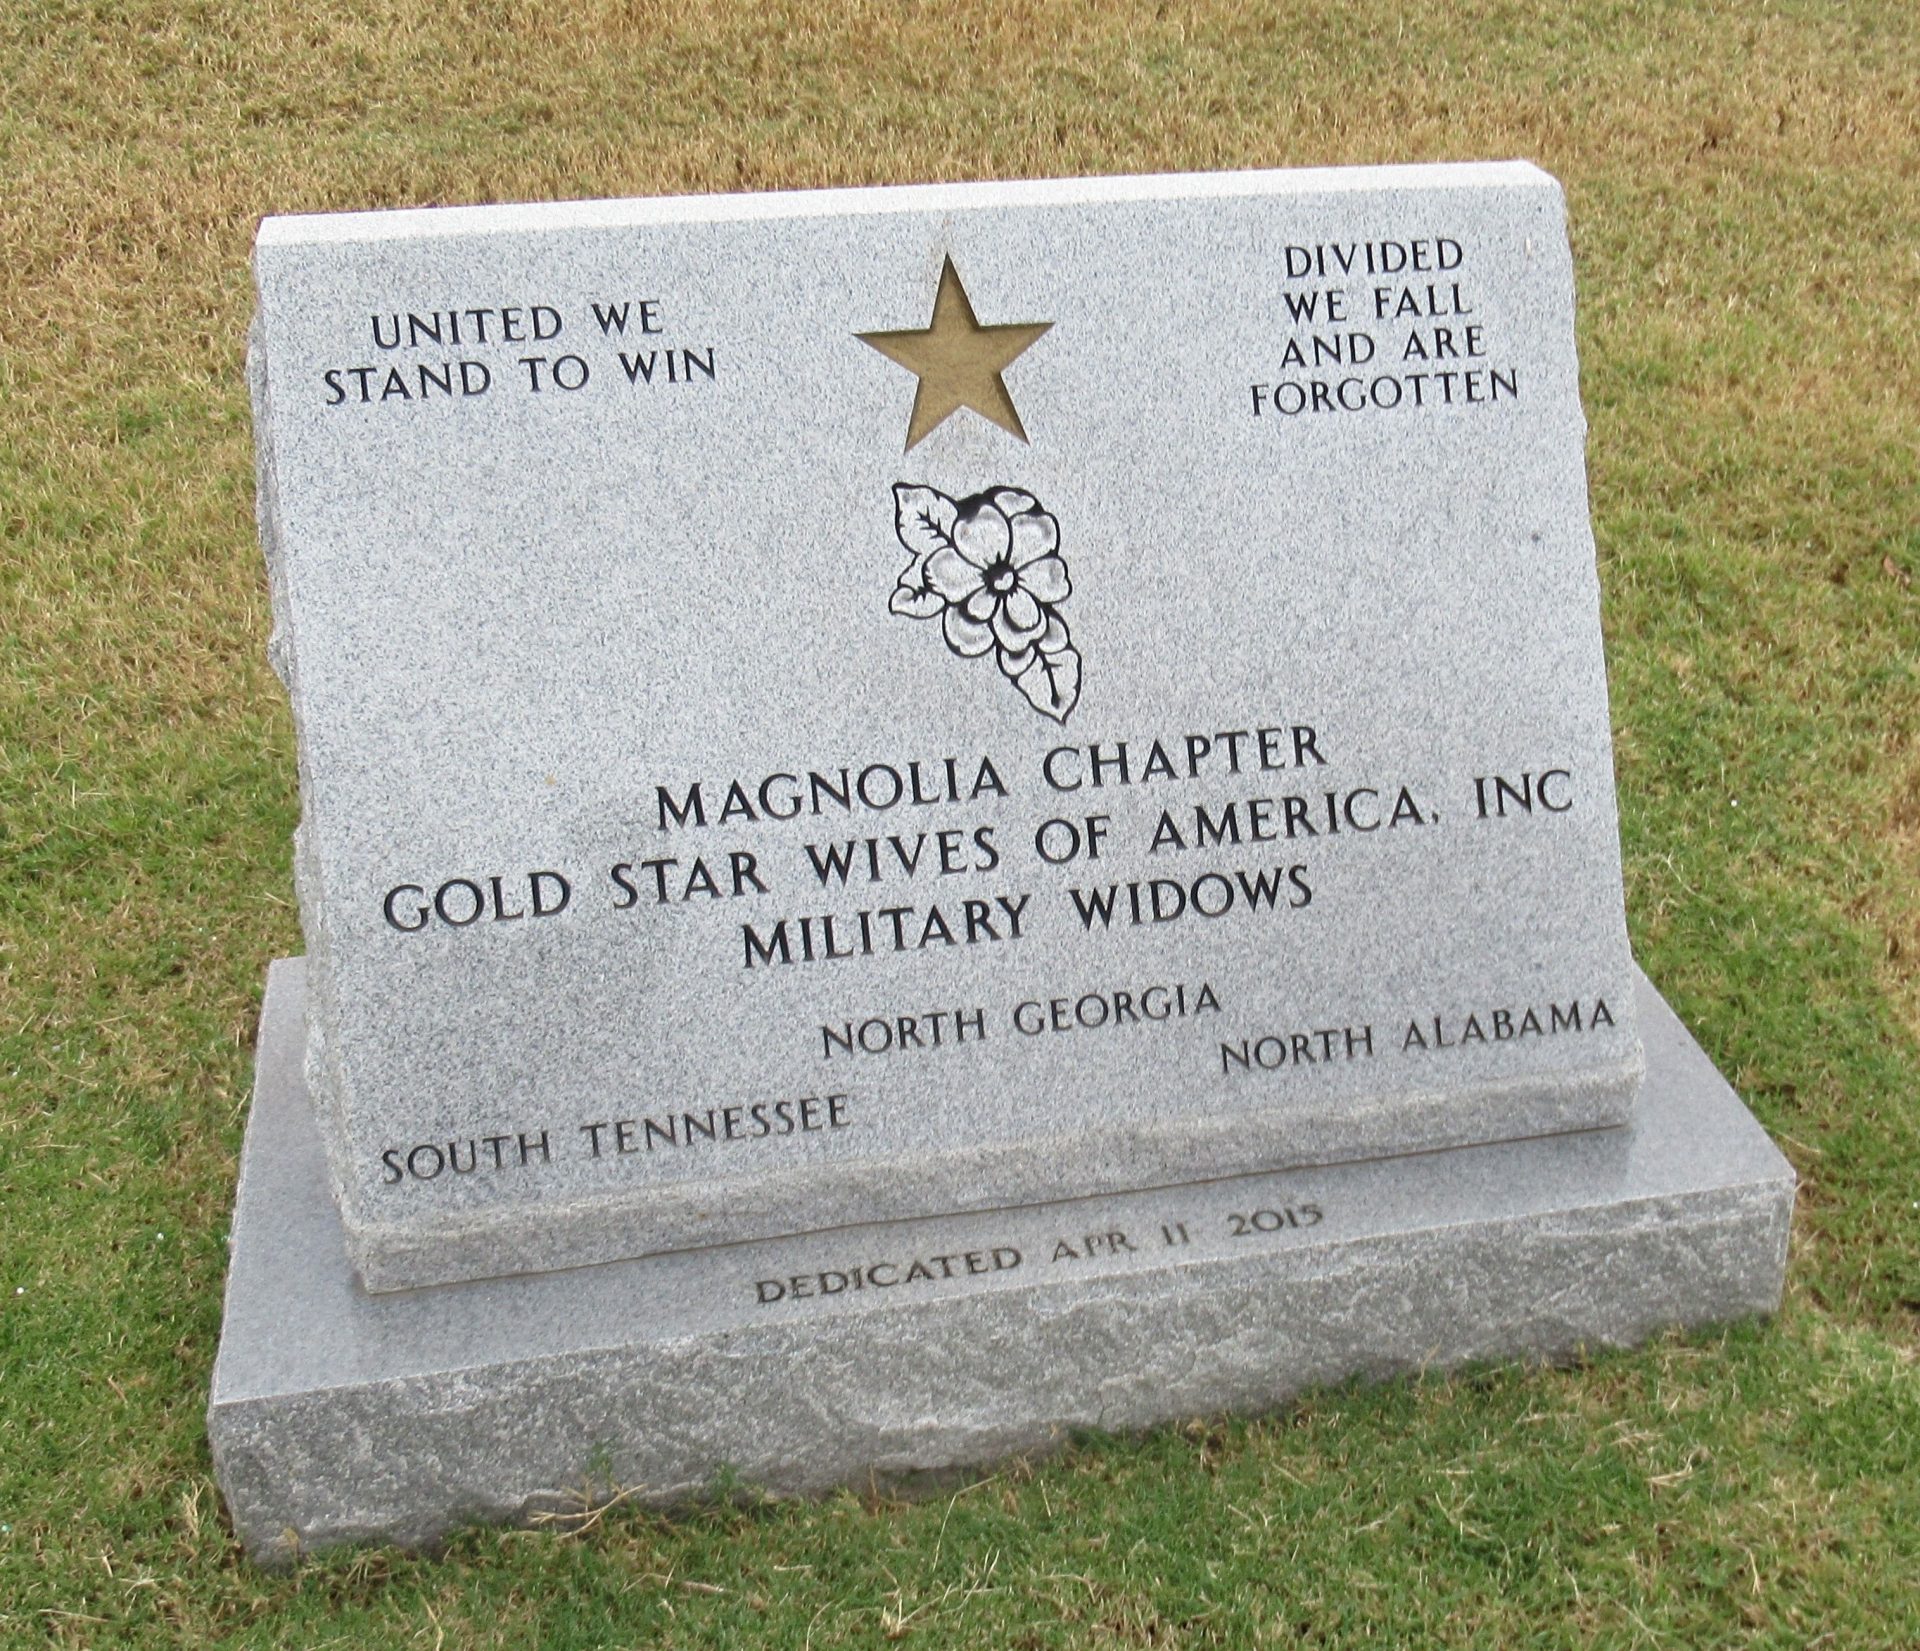 UNITED WE
STAND TO WIN
DIVIDED
WE FALL
AND ARE
FORGOTTEN
MAGNOLIA CHAPTER
GOLD STAR WIVES OF AMERICA, INC
MILITARY WIDOWS
NORTH GEORGIA
NORTH ALABAMA
SOUTH TENNESSEE
DEDICATED APR 11 2015